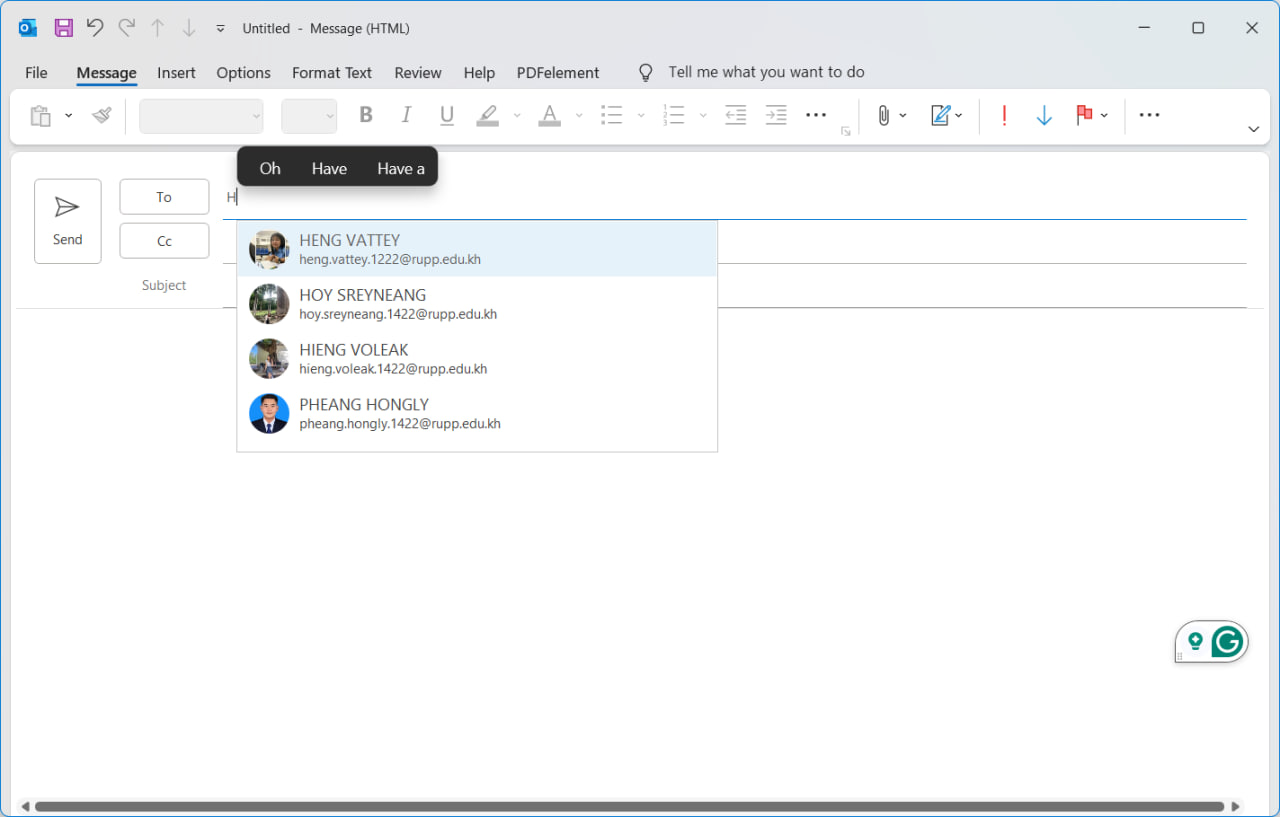 Untitled - Message (HTML)
File Message Insert Options Format Text Review Help PDFelement Tell me what you want to do
B I U A
Oh Have Have a
Send
To H
Cc
Subject
HENG VATTEY
heng.vattey.1222@rupp.edu.kh
HOY SREYNEANG
hoy.sreyneang.1422@rupp.edu.kh
HIENG VOLEAK
hieng.voleak.1422@rupp.edu.kh
PHEANG HONGLY
pheang.hongly.1422@rupp.edu.kh